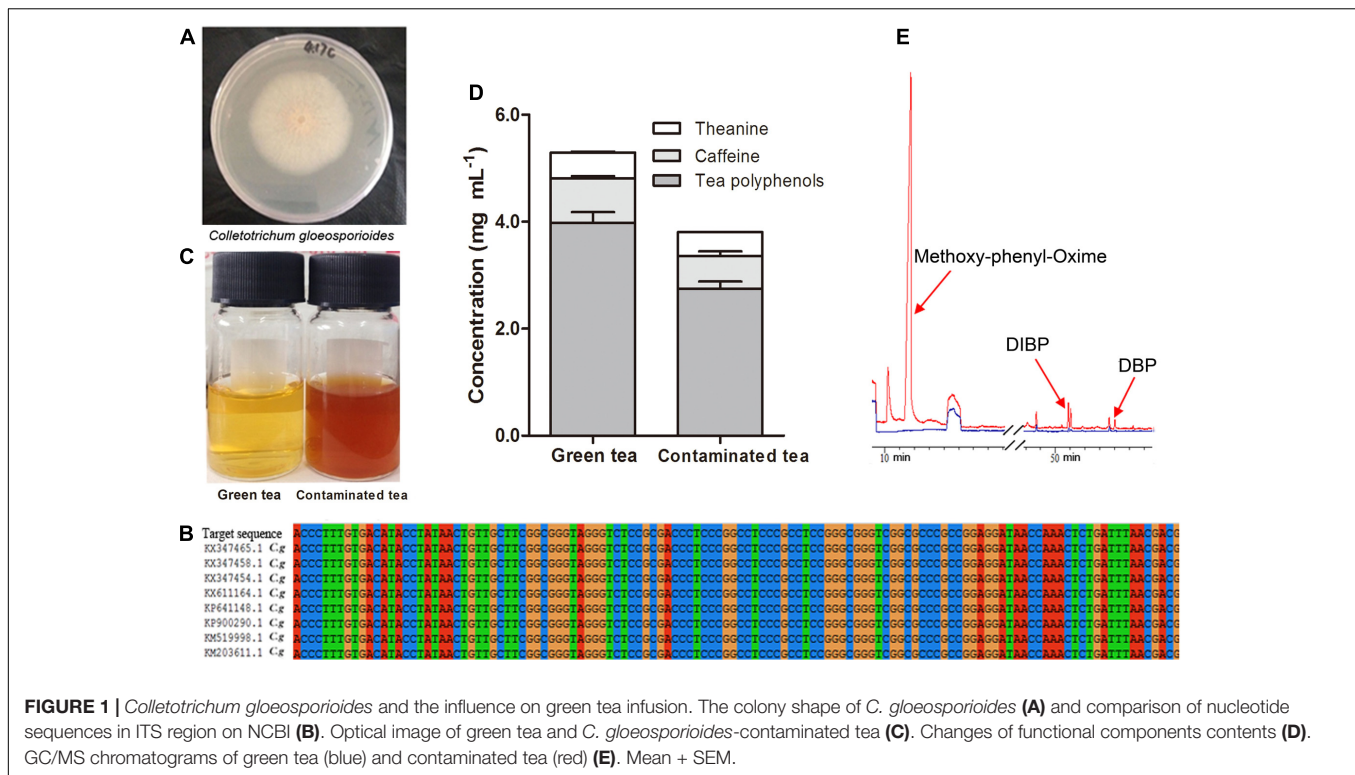 A
Colletotrichum gloeosporioides
C
Green tea
Contaminated tea
D
6.0
4.0
2.0
0.0
Concentration (mg mL-1)
Theanine
Caffeine
Tea polyphenols
Green tea
Contaminated tea
E
Methoxy-phenyl-Oxime
DIBP
DBP
10 min
50 min
B
Target sequence ACCCTTTGTGACATACCTATAACTGTTGCTTCGGCGGGTAGGGTCTCCGCGACCCTCCCGGCCTCCCGCCTCCGGGCGGGTCGGCGCCCGCCGGAGGATAACCAAACTCTGATTTAACGACG
KX347465.1 Cg
KX347458.1 Cg
KX347454.1 Cg
KX611164.1 Cg
KP641148.1 Cg
KP900290.1 Cg
KM519998.1 Cg
KM203611.1 Cg
FIGURE 1 | Colletotrichum gloeosporioides and the influence on green tea infusion. The colony shape of C. gloeosporioides (A) and comparison of nucleotide
sequences in ITS region on NCBI (B). Optical image of green tea and C. gloeosporioides-contaminated tea (C). Changes of functional components contents (D).
GC/MS chromatograms of green tea (blue) and contaminated tea (red) (E). Mean + SEM.